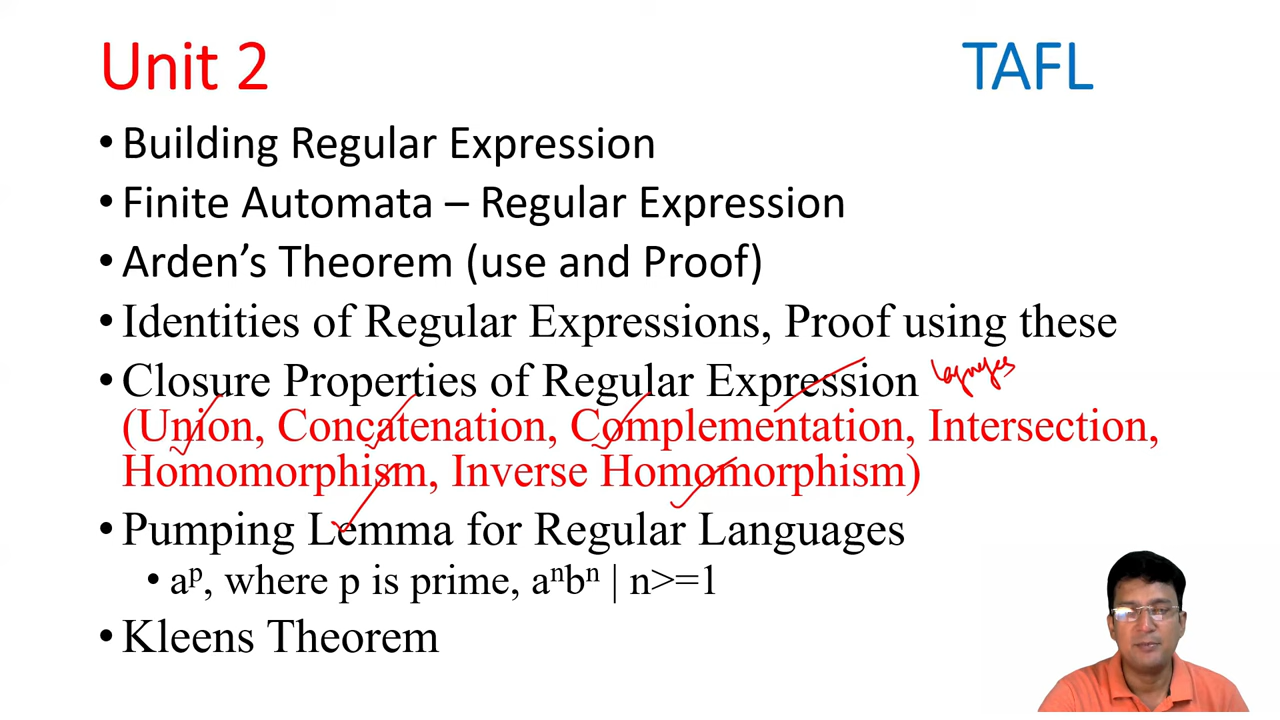 Unit 2
TAFL
• Building Regular Expression
• Finite Automata – Regular Expression
• Arden’s Theorem (use and Proof)
• Identities of Regular Expressions, Proof using these
• Closure Properties of Regular Expression
(Union, Concatenation, Complementation, Intersection,
Homomorphism, Inverse Homomorphism)
• Pumping Lemma for Regular Languages
• aᵖ, where p is prime, aⁿbⁿ | n>=1
• Kleens Theorem